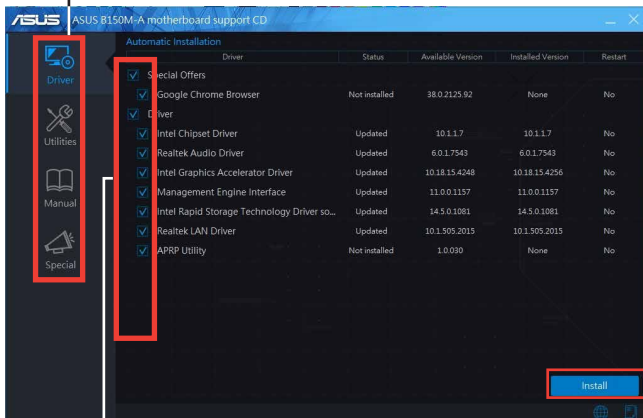 ASUS ASUS B150M-A motherboard support CD
Automatic Installation
Driver Status Available Version Installed Version Restart
Special Offers
Google Chrome Browser Not installed 38.0.2125.92 None No
Driver
Intel Chipset Driver Updated 10.1.1.7 10.1.1.7 No
Realtek Audio Driver Updated 6.0.1.7543 6.0.1.7543 No
Intel Graphics Accelerator Driver Updated 10.18.15.4248 10.18.15.4256 No
Management Engine Interface Updated 11.0.0.1157 11.0.0.1157 No
Intel Rapid Storage Technology Driver so... Updated 14.5.0.1081 14.5.0.1081 No
Realtek LAN Driver Updated 10.1.505.2015 10.1.505.2015 No
APRP Utility Not installed 1.0.030 None No
Driver
Utilities
Manual
Special
Install